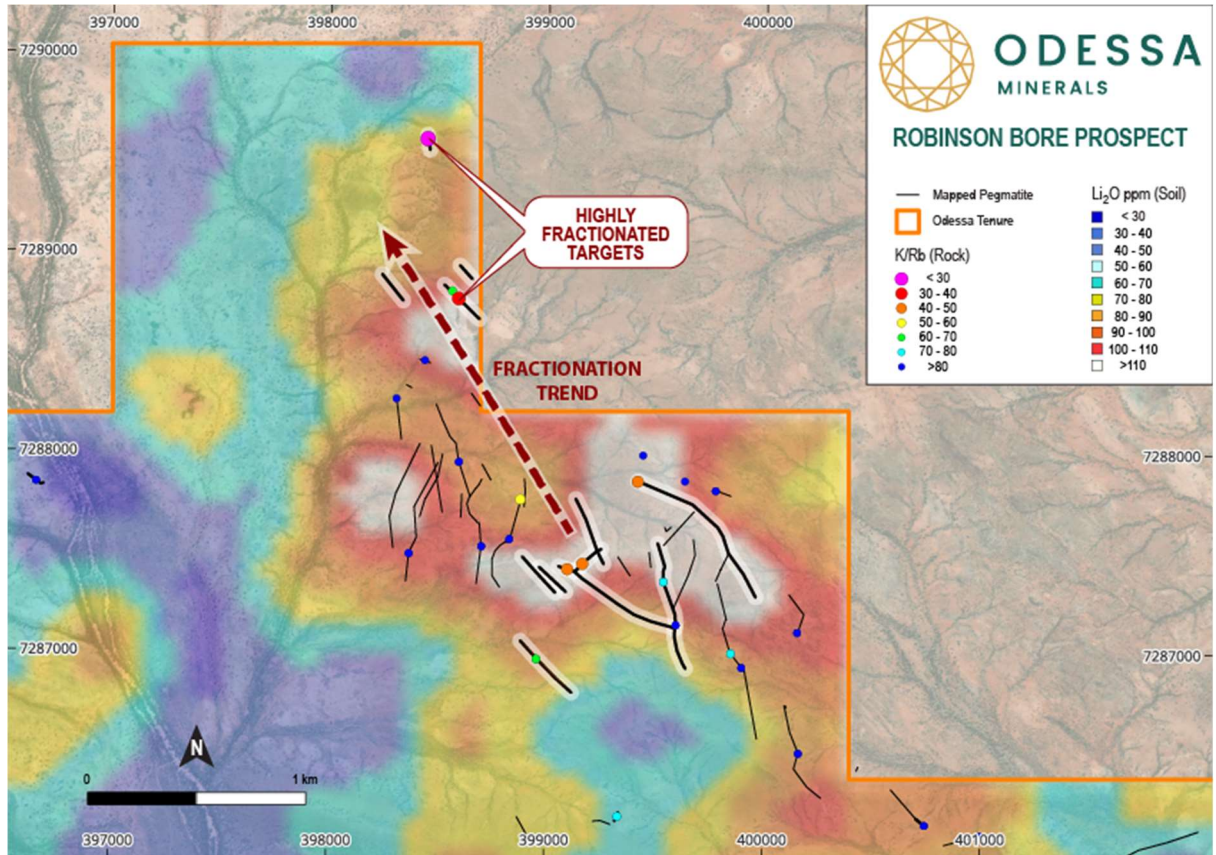 397000
398000
399000
400000
7290000
ODESSA
MINERALS
ROBINSON BORE PROSPECT
Mapped Pegmatite
Odessa Tenure
K/Rb (Rock)
< 30
30 - 40
40 - 50
50 - 60
60 - 70
70 - 80
>80
Li₂O ppm (Soil)
< 30
30 - 40
40 - 50
50 - 60
60 - 70
70 - 80
80 - 90
90 - 100
100 - 110
>110
HIGHLY
FRACTIONATED
TARGETS
7289000
FRACTIONATION
TREND
7288000
7288000
7287000
7287000
N
0
1 km
397000
398000
399000
400000
401000